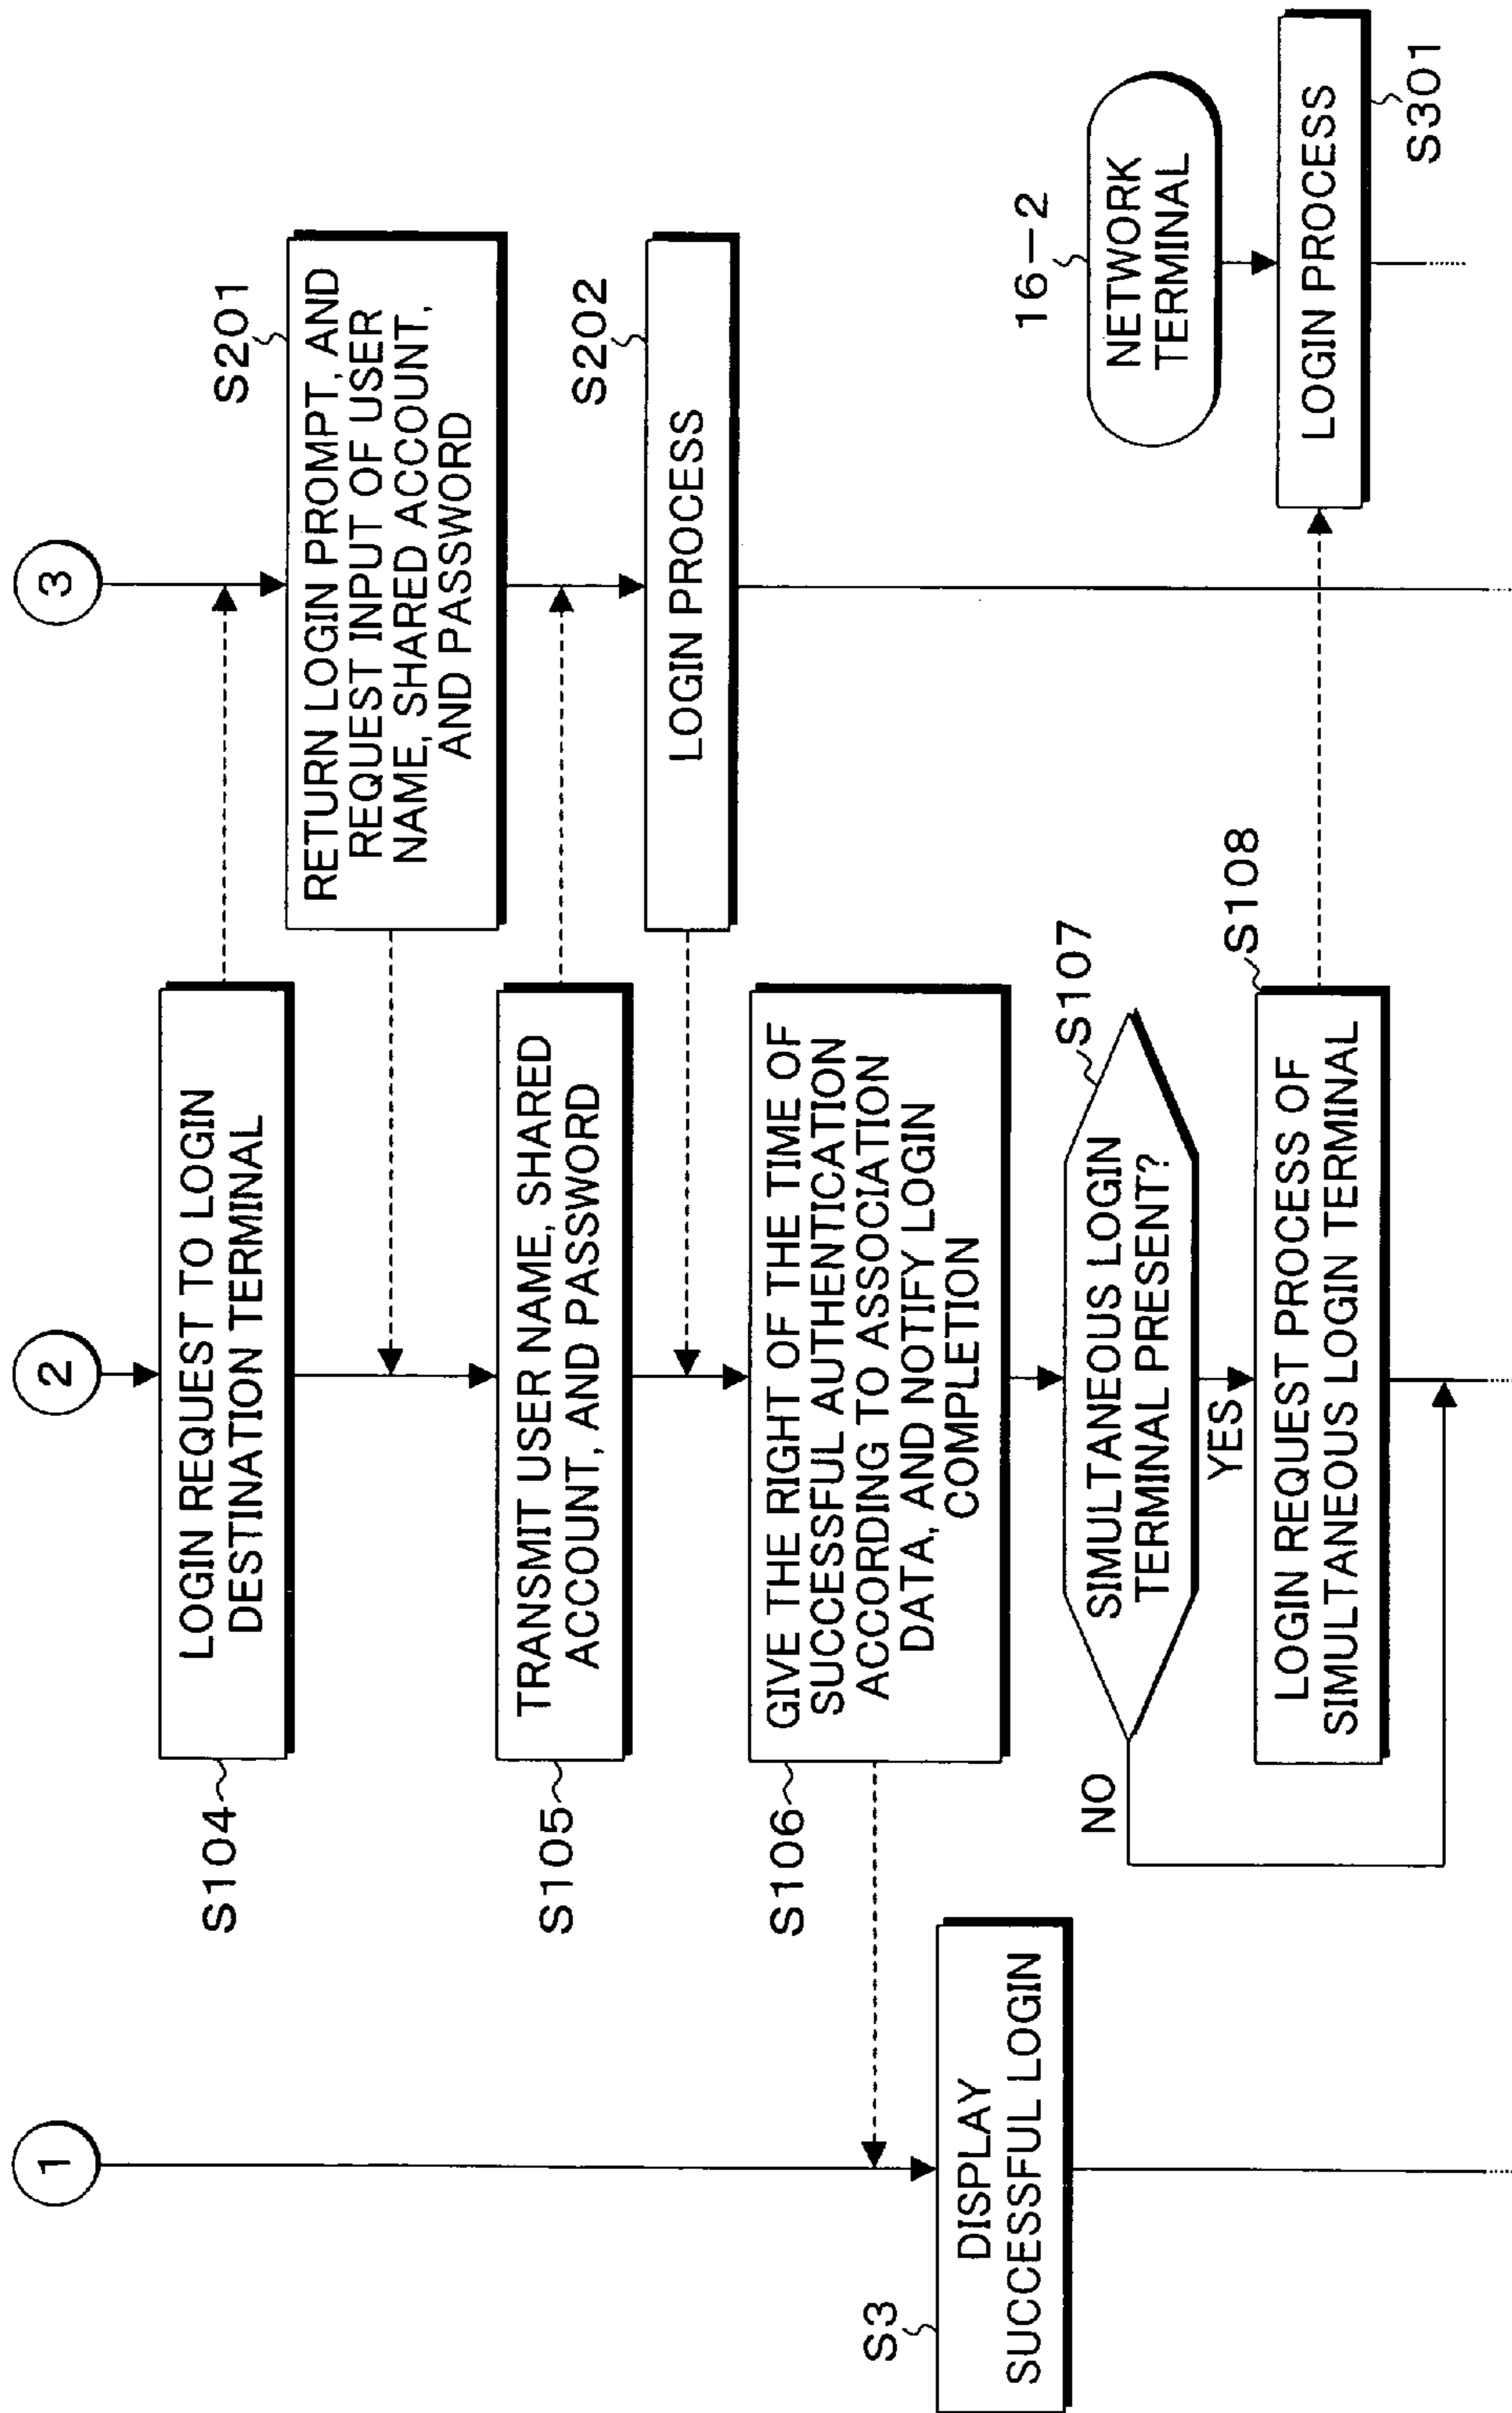 1
2
3
S104
LOGIN REQUEST TO LOGIN
DESTINATION TERMINAL
S201
RETURN LOGIN PROMPT, AND
REQUEST INPUT OF USER
NAME, SHARED ACCOUNT,
AND PASSWORD
S105
TRANSMIT USER NAME, SHARED
ACCOUNT, AND PASSWORD
S202
LOGIN PROCESS
S106
GIVE THE RIGHT OF THE TIME OF
SUCCESSFUL AUTHENTICATION
ACCORDING TO ASSOCIATION
DATA, AND NOTIFY LOGIN
COMPLETION
S3
DISPLAY
SUCCESSFUL LOGIN
S107
SIMULTANEOUS LOGIN
TERMINAL PRESENT?
NO
YES
16-2
NETWORK
TERMINAL
S108
LOGIN REQUEST PROCESS OF
SIMULTANEOUS LOGIN TERMINAL
LOGIN PROCESS
S301